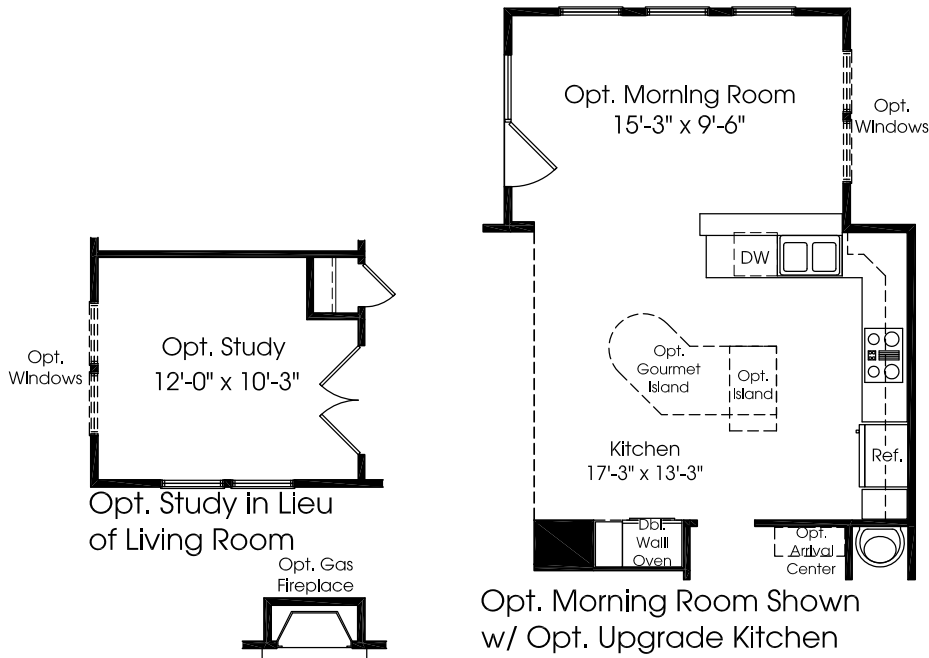 Opt. Morning Room
15'-3" x 9'-6"
Opt.
Windows
DW
Opt. Study
12'-0" x 10'-3"
Opt.
Windows
Opt.
Gourmet
Island
Opt.
Island
Kitchen
17'-3" x 13'-3"
Ref.
Opt. Study in Lieu
of Living Room
Dbl.
Wall
Oven
Opt.
Arrival
Center
Opt. Gas
Fireplace
Opt. Morning Room Shown
w/ Opt. Upgrade Kitchen